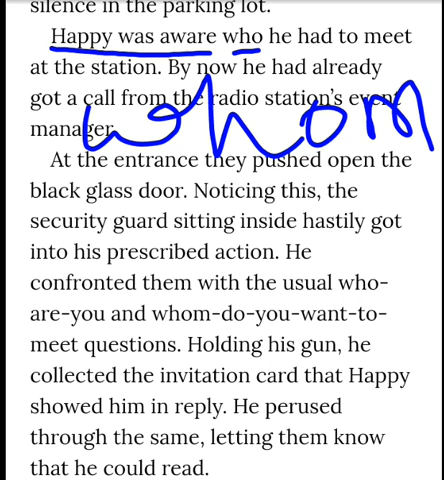 silence in the parking lot.
Happy was aware who he had to meet
at the station. By now he had already
got a call from the radio station's event
manager.
whom
At the entrance they pushed open the
black glass door. Noticing this, the
security guard sitting inside hastily got
into his prescribed action. He
confronted them with the usual who-
are-you and whom-do-you-want-to-
meet questions. Holding his gun, he
collected the invitation card that Happy
showed him in reply. He perused
through the same, letting them know
that he could read.